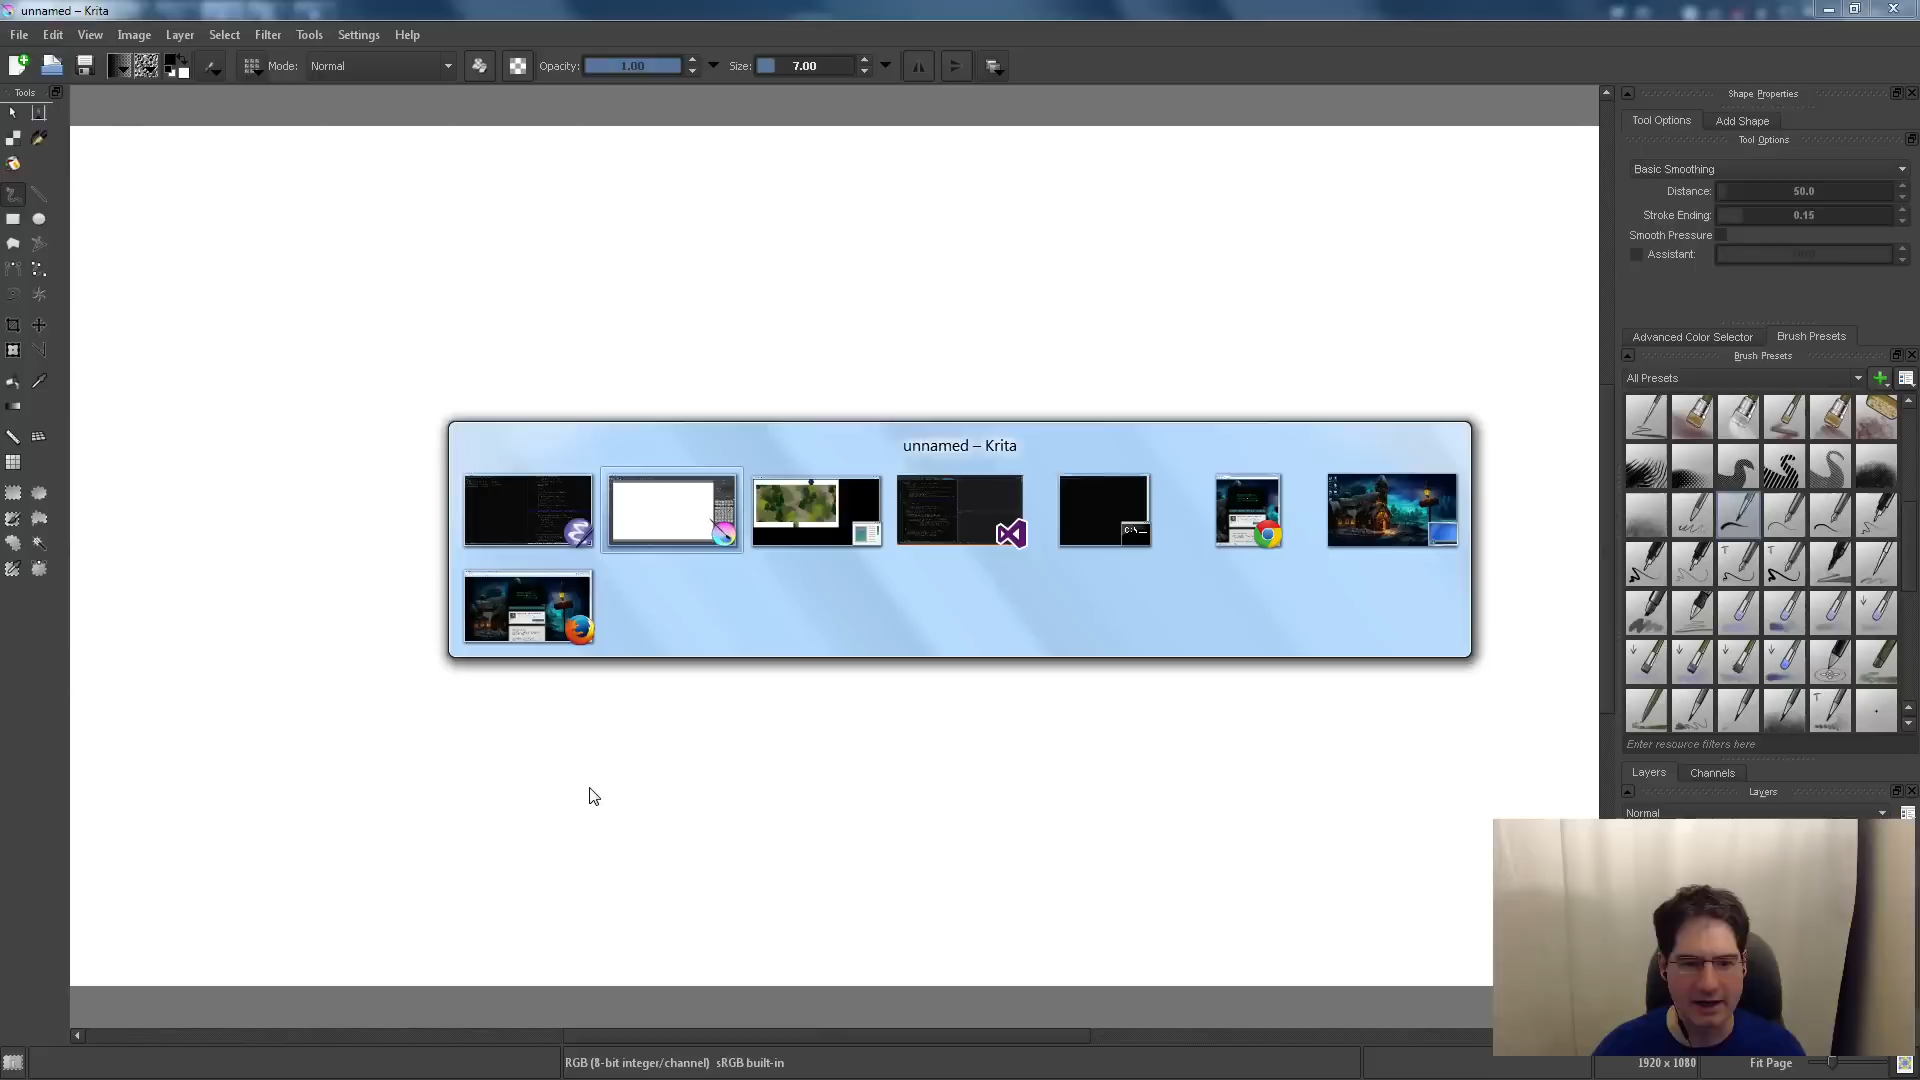 unnamed – Krita
File Edit View Image Layer Select Filter Tools Settings Help
Mode: Normal Opacity: 1.00 Size: 7.00
Tools
Shape Properties
Tool Options Add Shape
Tool Options
Basic Smoothing
Distance: 50.0
Stroke Ending: 0.15
Smooth Pressure
Assistant:
Advanced Color Selector Brush Presets
Brush Presets
All Presets
unnamed – Krita
C:\_
Enter resource filters here
Layers Channels
Layers
Normal
RGB (8-bit integer/channel) sRGB built-in
1920 x 1080 Fit Page